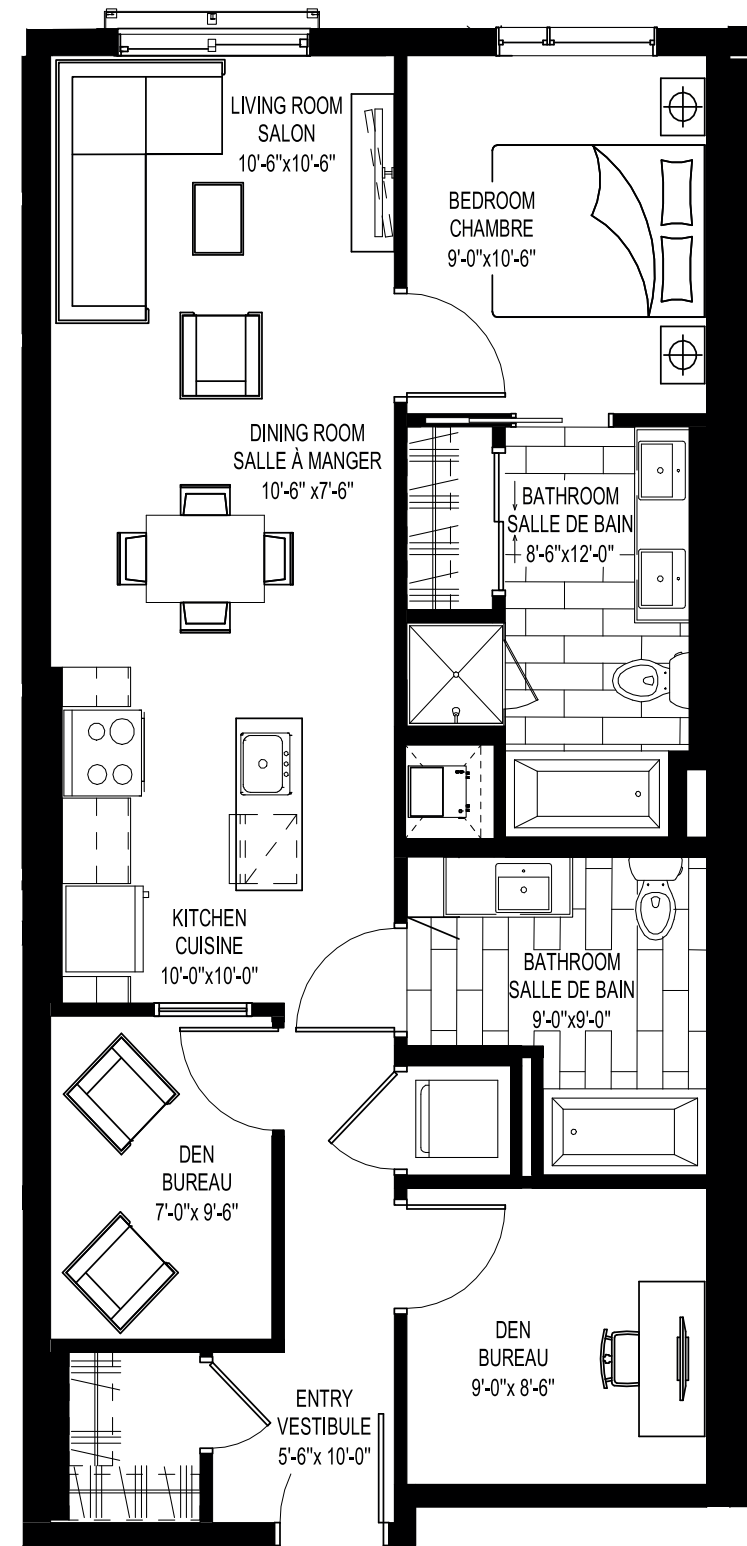 LIVING ROOM
SALON
10'-6"x10'-6"
BEDROOM
CHAMBRE
9'-0"x10'-6"
DINING ROOM
SALLE À MANGER
10'-6" x7'-6"
BATHROOM
SALLE DE BAIN
8'-6"x12'-0"
KITCHEN
CUISINE
10'-0"x10'-0"
BATHROOM
SALLE DE BAIN
9'-0"x9'-0"
DEN
BUREAU
7'-0"x 9'-6"
DEN
BUREAU
9'-0"x 8'-6"
ENTRY
VESTIBULE
5'-6"x 10'-0"